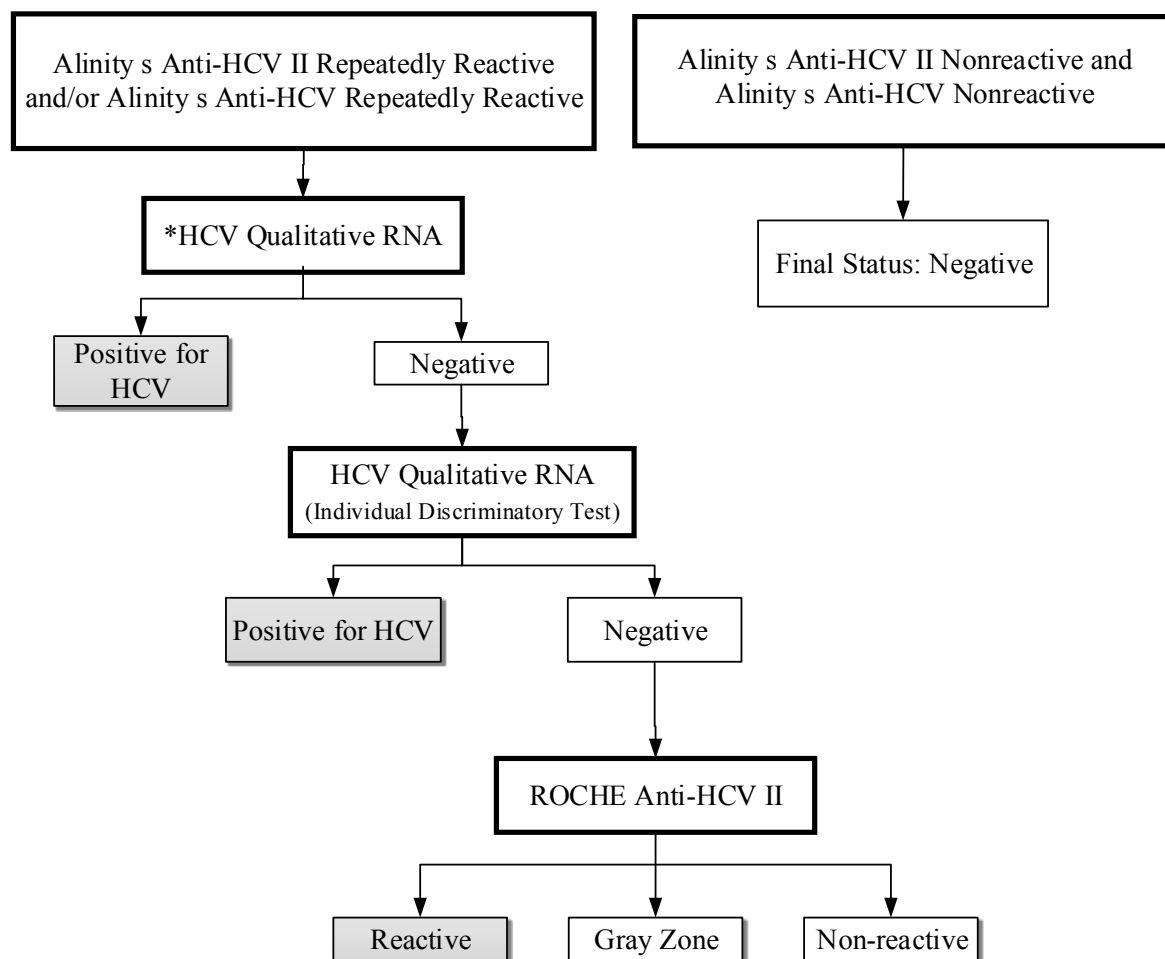 Alinity s Anti-HCV II Repeatedly Reactive
and/or Alinity s Anti-HCV Repeatedly Reactive
Alinity s Anti-HCV II Nonreactive and
Alinity s Anti-HCV Nonreactive
*HCV Qualitative RNA
Final Status: Negative
Positive for
HCV
Negative
HCV Qualitative RNA
(Individual Discriminatory Test)
Positive for HCV
Negative
ROCHE Anti-HCV II
Reactive
Gray Zone
Non-reactive